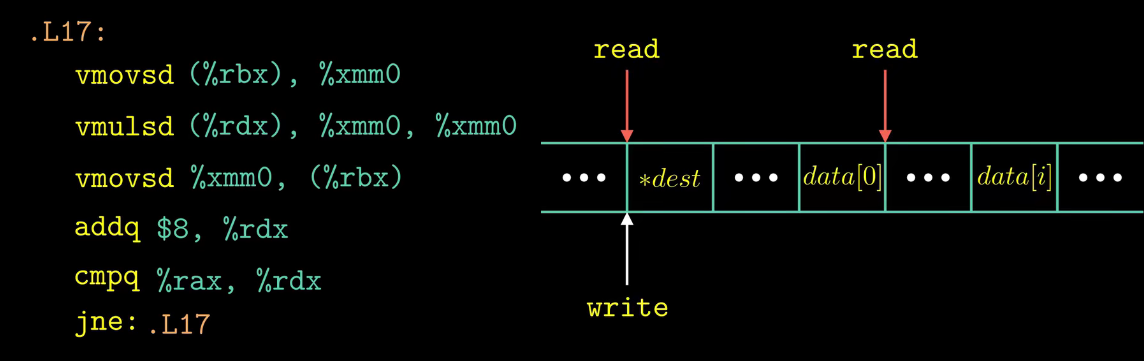 .L17:
vmovsd (%rbx), %xmm0
vmulsd (%rdx), %xmm0, %xmm0
vmovsd %xmm0, (%rbx)
addq $8, %rdx
cmpq %rax, %rdx
jne: .L17
read read
••• *dest ••• data[0] ••• data[i] •••
write